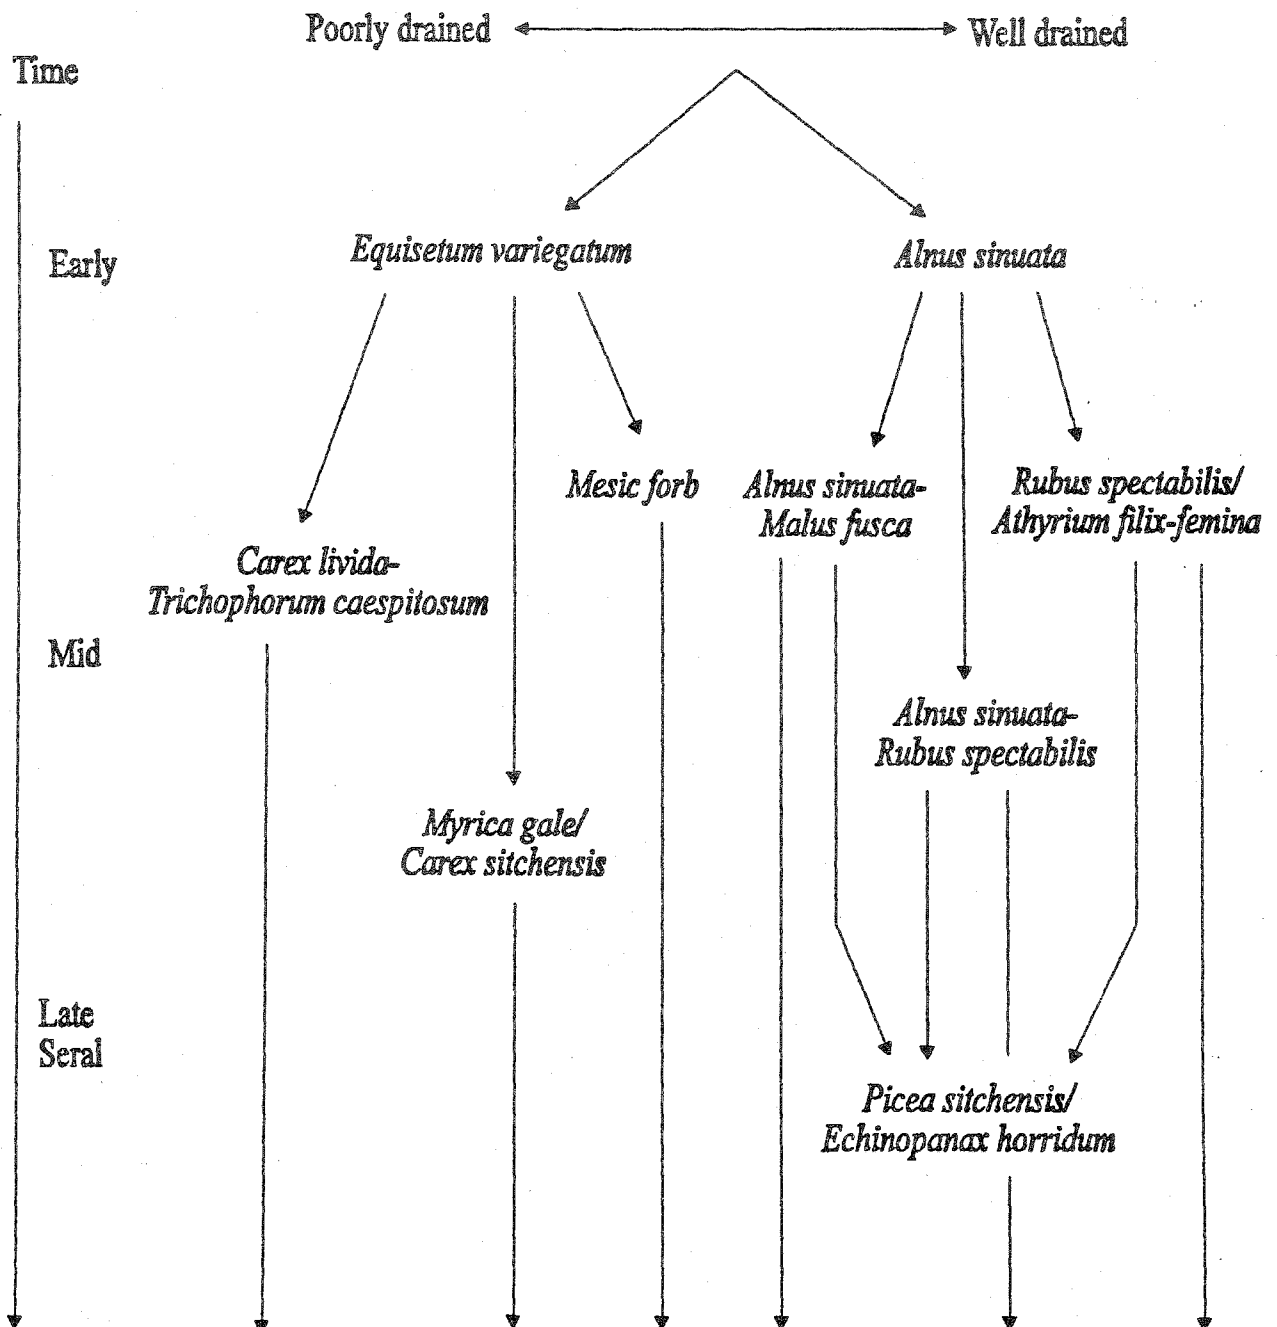 Poorly drained
Well drained
Time
Early
Equisetum variegatum
Alnus sinuata
Mesic forb
Alnus sinuata-
Malus fusca
Rubus spectabilis/
Athyrium filix-femina
Carex livida-
Trichophorum caespitosum
Mid
Alnus sinuata-
Rubus spectabilis
Myrica gale/
Carex sitchensis
Late
Seral
Picea sitchensis/
Echinopanax horridum